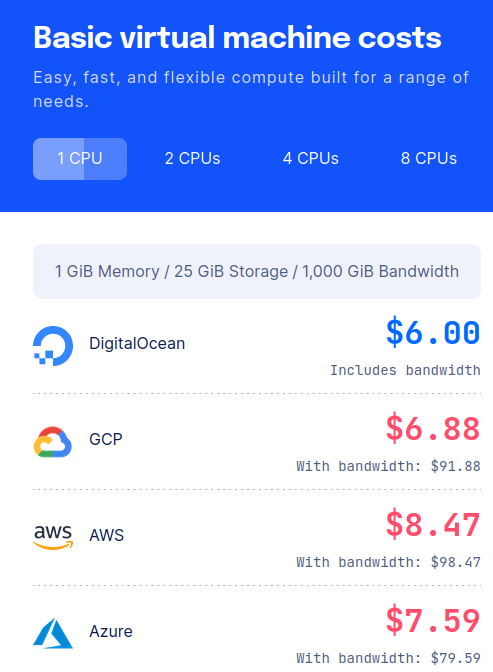 Basic virtual machine costs
Easy, fast, and flexible compute built for a range of
needs.
1 CPU 2 CPUs 4 CPUs 8 CPUs
1 GiB Memory / 25 GiB Storage / 1,000 GiB Bandwidth
DigitalOcean $6.00
Includes bandwidth
GCP $6.88
With bandwidth: $91.88
aws AWS $8.47
With bandwidth: $98.47
Azure $7.59
With bandwidth: $79.59